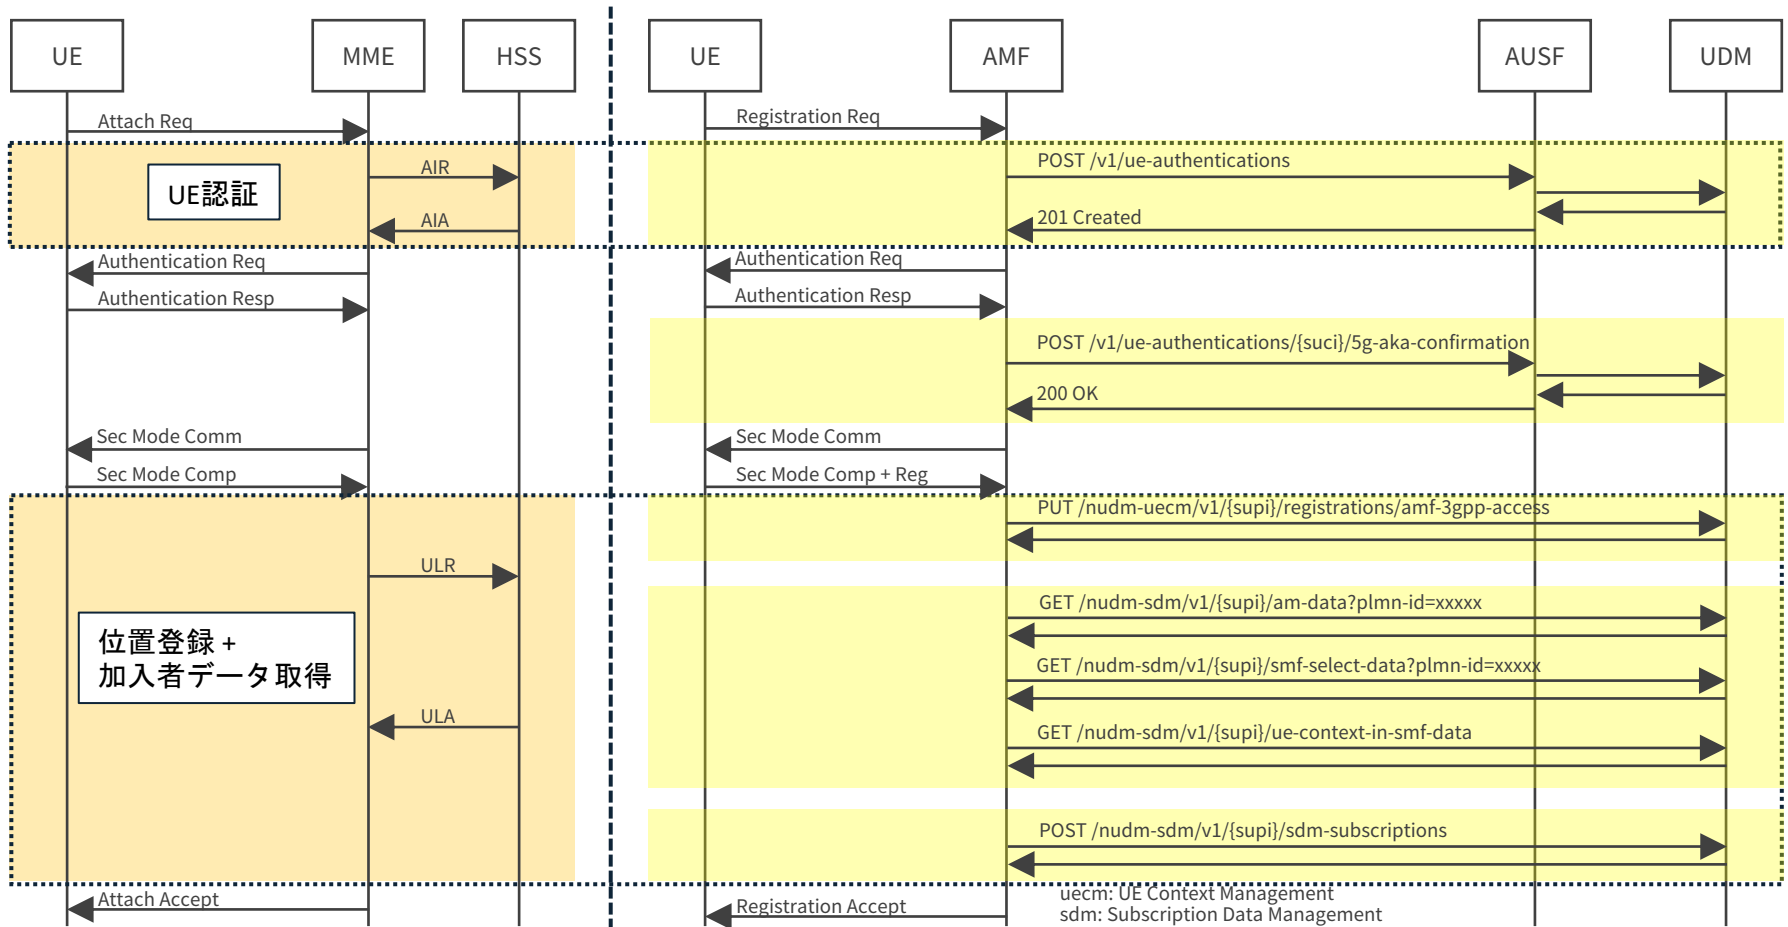 UE
MME
HSS
UE
AMF
AUSF
UDM
Attach Req
UE認証
AIR
AIA
Authentication Req
Authentication Resp
Sec Mode Comm
Sec Mode Comp
位置登録 +
加入者データ取得
ULR
ULA
Attach Accept
Registration Req
POST /v1/ue-authentications
201 Created
Authentication Req
Authentication Resp
POST /v1/ue-authentications/{suci}/5g-aka-confirmation
200 OK
Sec Mode Comm
Sec Mode Comp + Reg
PUT /nudm-uecm/v1/{supi}/registrations/amf-3gpp-access
GET /nudm-sdm/v1/{supi}/am-data?plmn-id=xxxxx
GET /nudm-sdm/v1/{supi}/smf-select-data?plmn-id=xxxxx
GET /nudm-sdm/v1/{supi}/ue-context-in-smf-data
POST /nudm-sdm/v1/{supi}/sdm-subscriptions
Registration Accept
uecm: UE Context Management
sdm: Subscription Data Management